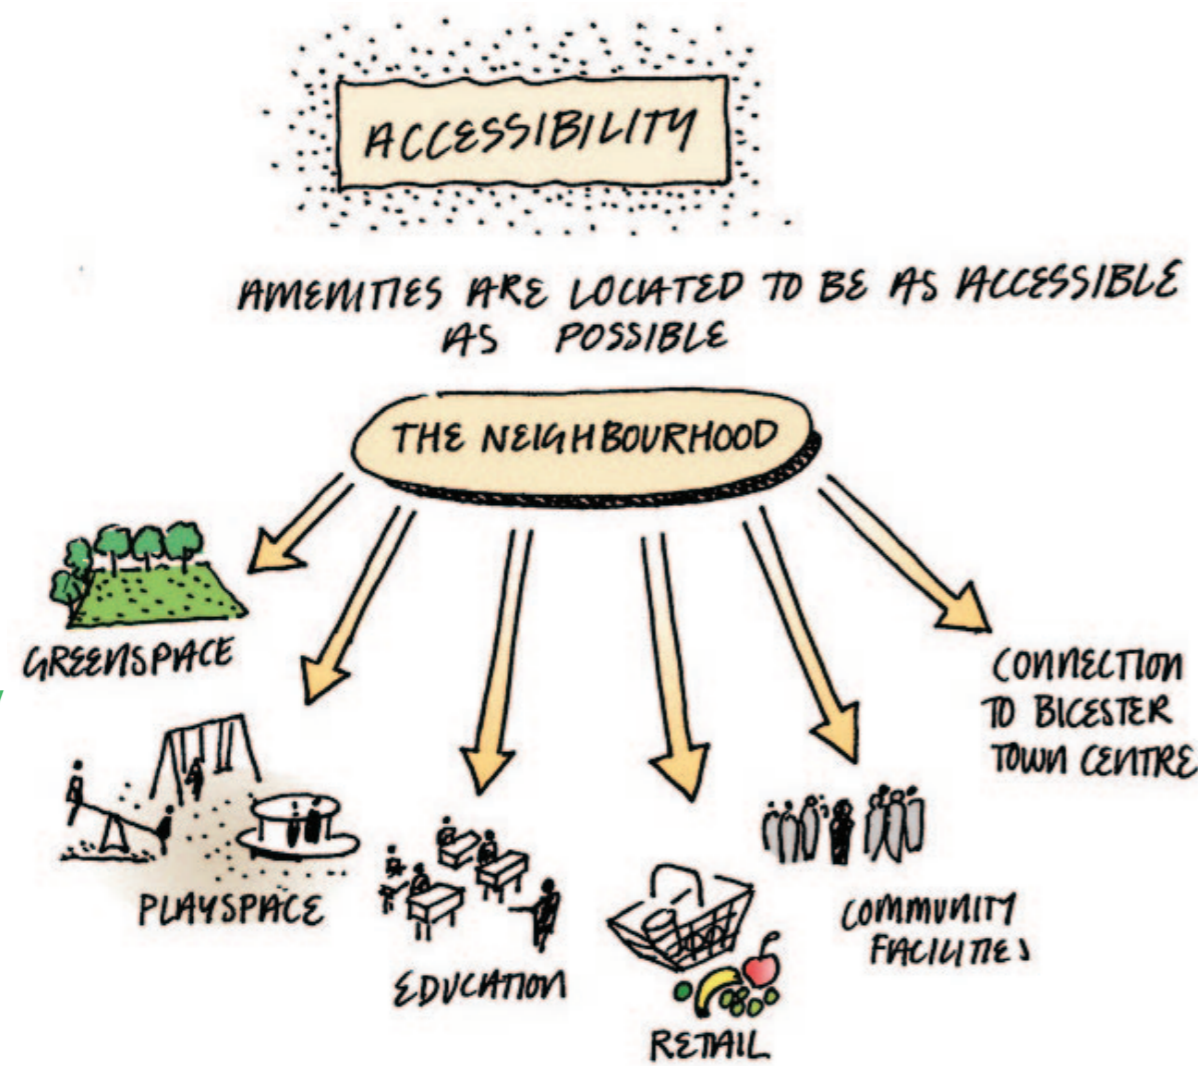 ACCESSIBILITY
AMENITIES ARE LOCATED TO BE AS ACCESSIBLE
AS POSSIBLE
THE NEIGHBOURHOOD
GREENSPACE
PLAYSPACE
EDUCATION
RETAIL
COMMUNITY
FACILITIES
CONNECTION
TO BICESTER
TOWN CENTRE